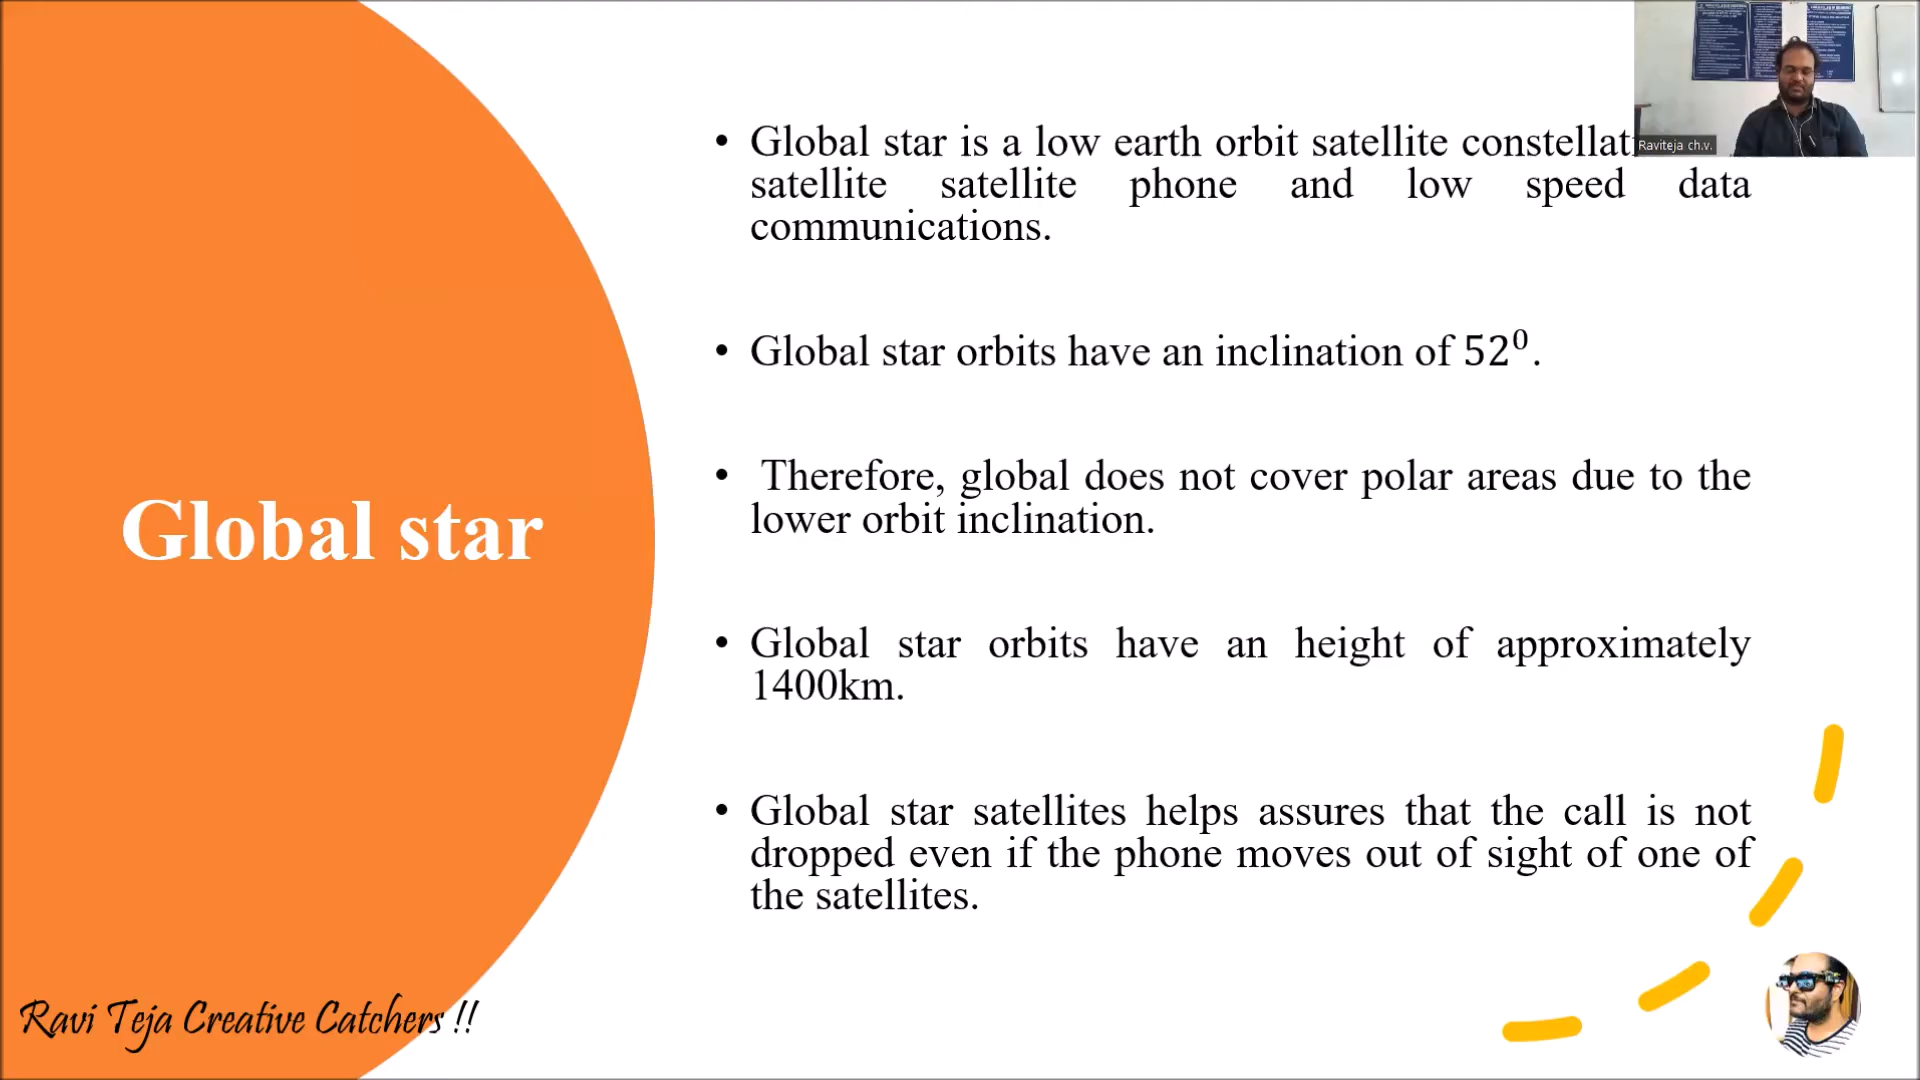 Global star is a low earth orbit satellite constellati
satellite satellite phone and low speed data
communications.
Global star orbits have an inclination of 52⁰.
Therefore, global does not cover polar areas due to the
lower orbit inclination.
Global star orbits have an height of approximately
1400km.
Global star satellites helps assures that the call is not
dropped even if the phone moves out of sight of one of
the satellites.
Global star
Ravi Teja Creative Catchers !!
Raviteja ch.v.